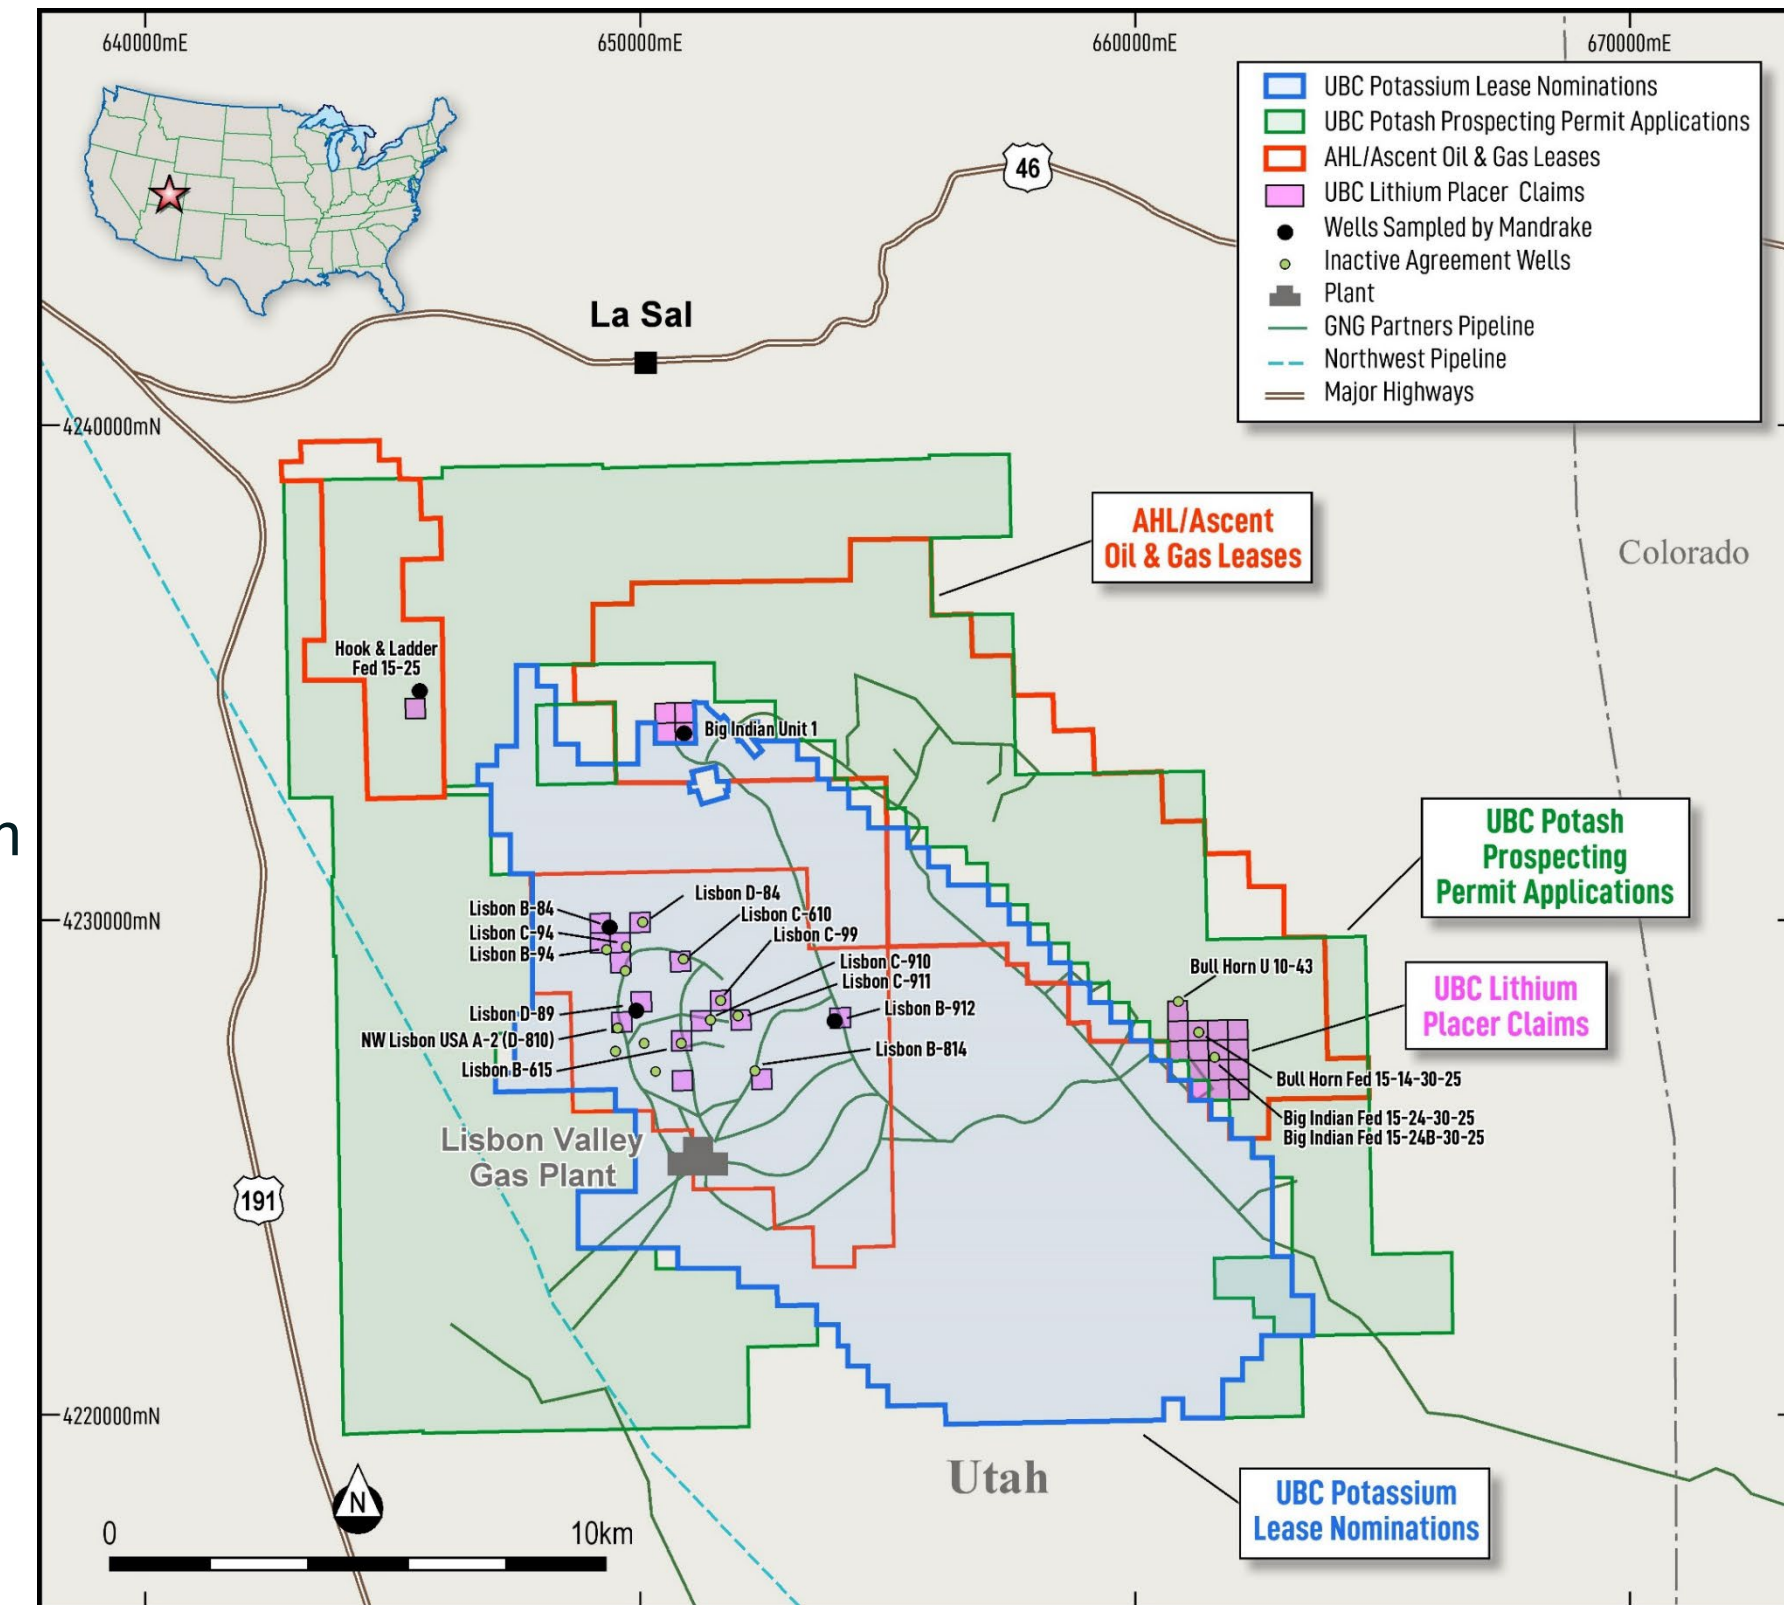 640000mE
650000mE
660000mE
670000mE
UBC Potassium Lease Nominations
UBC Potash Prospecting Permit Applications
AHL/Ascent Oil & Gas Leases
UBC Lithium Placer Claims
Wells Sampled by Mandrake
Inactive Agreement Wells
Plant
GNG Partners Pipeline
Northwest Pipeline
Major Highways
46
La Sal
4240000mN
AHL/Ascent
Oil & Gas Leases
Colorado
Hook & Ladder
Fed 15-25
Big Indian Unit 1
n
UBC Potash
Prospecting
Permit Applications
4230000mN
Lisbon B-84
Lisbon C-94
Lisbon B-94
Lisbon D-84
Lisbon C-610
Lisbon C-99
Lisbon C-910
Lisbon C-911
Lisbon D-89
NW Lisbon USA A-2 (D-810)
Lisbon B-615
Lisbon B-912
Lisbon B-814
Bull Horn U 10-43
UBC Lithium
Placer Claims
Bull Horn Fed 15-14-30-25
Big Indian Fed 15-24-30-25
Big Indian Fed 15-24B-30-25
Lisbon Valley
Gas Plant
191
4220000mN
Utah
UBC Potassium
Lease Nominations
N
0
10km